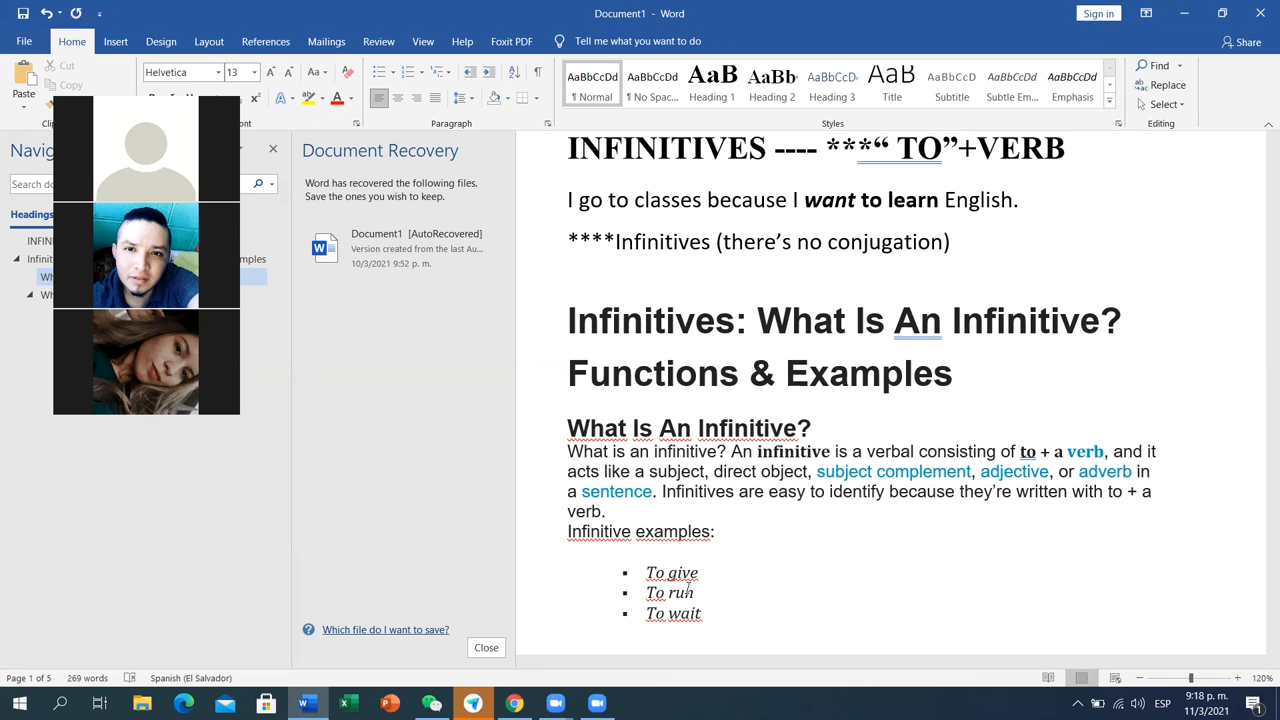 Document1 - Word
Sign in
File
Home
Insert
Design
Layout
References
Mailings
Review
View
Help
Foxit PDF
Tell me what you want to do
Share
Paste
Cut
Copy
Helvetica
13
Paragraph
AaBbCcDd
¶ Normal
AaBbCcDd
¶ No Spac...
AaB
Heading 1
AaBb
Heading 2
AaBbCcD
Heading 3
AaB
Title
AaBbCcD
Subtitle
AaBbCcDd
Subtle Em...
AaBbCcDd
Emphasis
Styles
Find
Replace
Select
Editing
Navig
Search do
Headings
INFINI
Infinit
mples
Wh
Wh
Document Recovery
Word has recovered the following files.
Save the ones you wish to keep.
Document1 [AutoRecovered]
Version created from the last Au...
10/3/2021 9:52 p. m.
Which file do I want to save?
Close
INFINITIVES ---- ***“ TO”+VERB
I go to classes because I want to learn English.
****Infinitives (there’s no conjugation)
Infinitives: What Is An Infinitive?
Functions & Examples
What Is An Infinitive?
What is an infinitive? An infinitive is a verbal consisting of to + a verb, and it
acts like a subject, direct object, subject complement, adjective, or adverb in
a sentence. Infinitives are easy to identify because they’re written with to + a
verb.
Infinitive examples:
▪ To give
▪ To run
▪ To wait
Page 1 of 5
269 words
Spanish (El Salvador)
120%
ESP
9:18 p. m.
11/3/2021